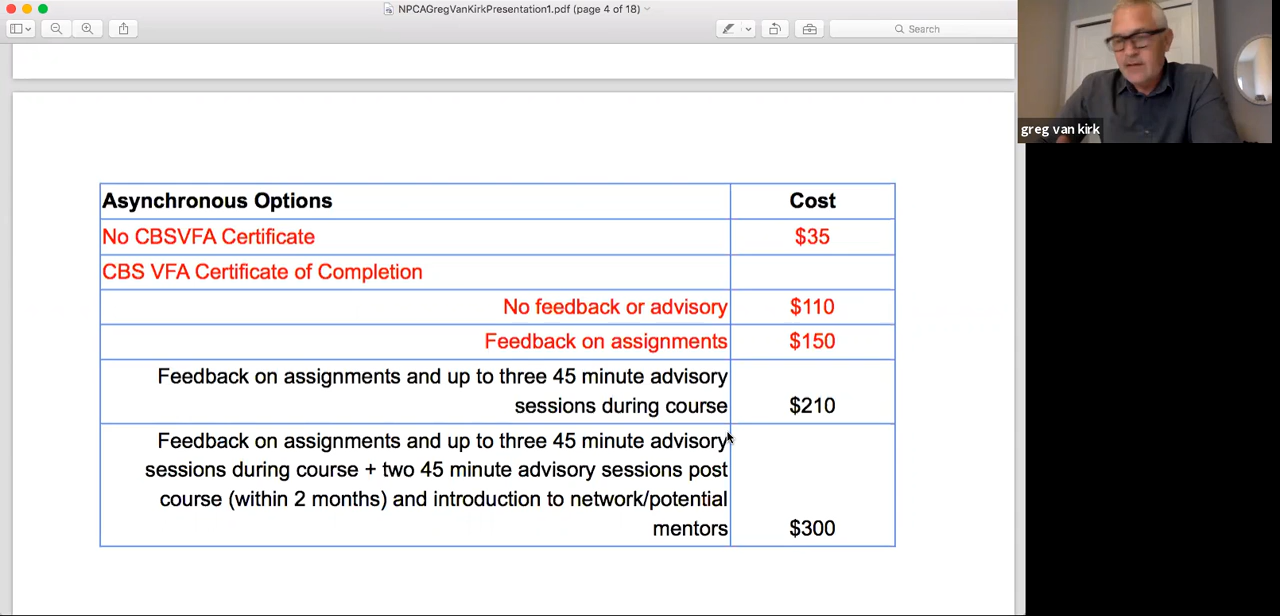 NPCAGregVanKirkPresentation1.pdf (page 4 of 18)
Search
greg van kirk
Asynchronous Options Cost
No CBSVFA Certificate $35
CBS VFA Certificate of Completion
No feedback or advisory $110
Feedback on assignments $150
Feedback on assignments and up to three 45 minute advisory
sessions during course $210
Feedback on assignments and up to three 45 minute advisory
sessions during course + two 45 minute advisory sessions post
course (within 2 months) and introduction to network/potential
mentors $300